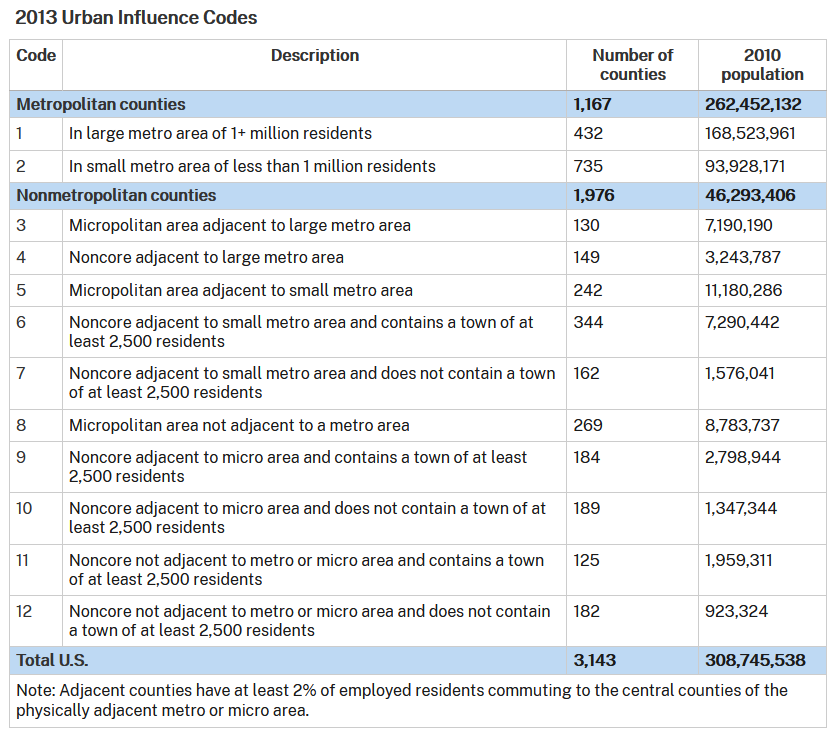 2013 Urban Influence Codes
Code Description Number of counties 2010 population
Metropolitan counties 1,167 262,452,132
1 In large metro area of 1+ million residents 432 168,523,961
2 In small metro area of less than 1 million residents 735 93,928,171
Nonmetropolitan counties 1,976 46,293,406
3 Micropolitan area adjacent to large metro area 130 7,190,190
4 Noncore adjacent to large metro area 149 3,243,787
5 Micropolitan area adjacent to small metro area 242 11,180,286
6 Noncore adjacent to small metro area and contains a town of at 344 7,290,442
least 2,500 residents
7 Noncore adjacent to small metro area and does not contain a town 162 1,576,041
of at least 2,500 residents
8 Micropolitan area not adjacent to a metro area 269 8,783,737
9 Noncore adjacent to micro area and contains a town of at least 184 2,798,944
2,500 residents
10 Noncore adjacent to micro area and does not contain a town of at 189 1,347,344
least 2,500 residents
11 Noncore not adjacent to metro or micro area and contains a town 125 1,959,311
of at least 2,500 residents
12 Noncore not adjacent to metro or micro area and does not contain 182 923,324
a town of at least 2,500 residents
Total U.S. 3,143 308,745,538
Note: Adjacent counties have at least 2% of employed residents commuting to the central counties of the
physically adjacent metro or micro area.